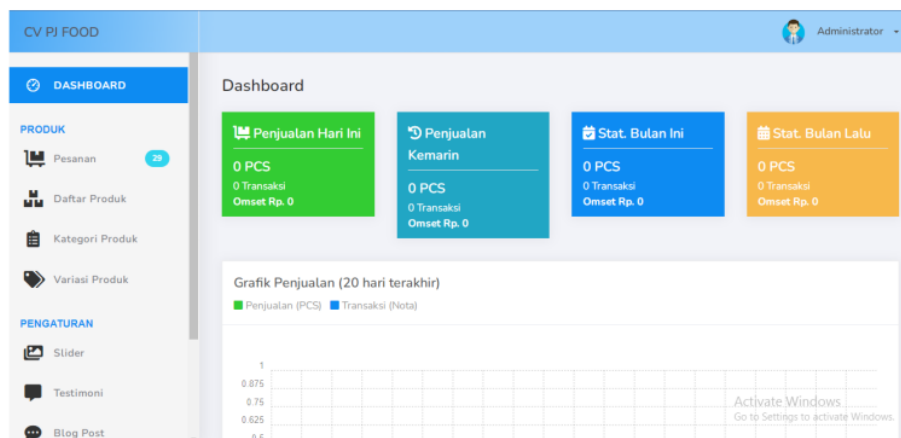 CV PJ FOOD
Administrator
DASHBOARD
PRODUK
Pesanan 29
Daftar Produk
Kategori Produk
Variasi Produk
PENGATURAN
Slider
Testimoni
Blog Post
Dashboard
Penjualan Hari Ini
0 PCS
0 Transaksi
Omset Rp. 0
Penjualan
Kemarin
0 PCS
0 Transaksi
Omset Rp. 0
Stat. Bulan Ini
0 PCS
0 Transaksi
Omset Rp. 0
Stat. Bulan Lalu
0 PCS
0 Transaksi
Omset Rp. 0
Grafik Penjualan (20 hari terakhir)
Penjualan (PCS) Transaksi (Nota)
1
0.875
0.75
0.625
Activate Windows
Go to Settings to activate Windows.